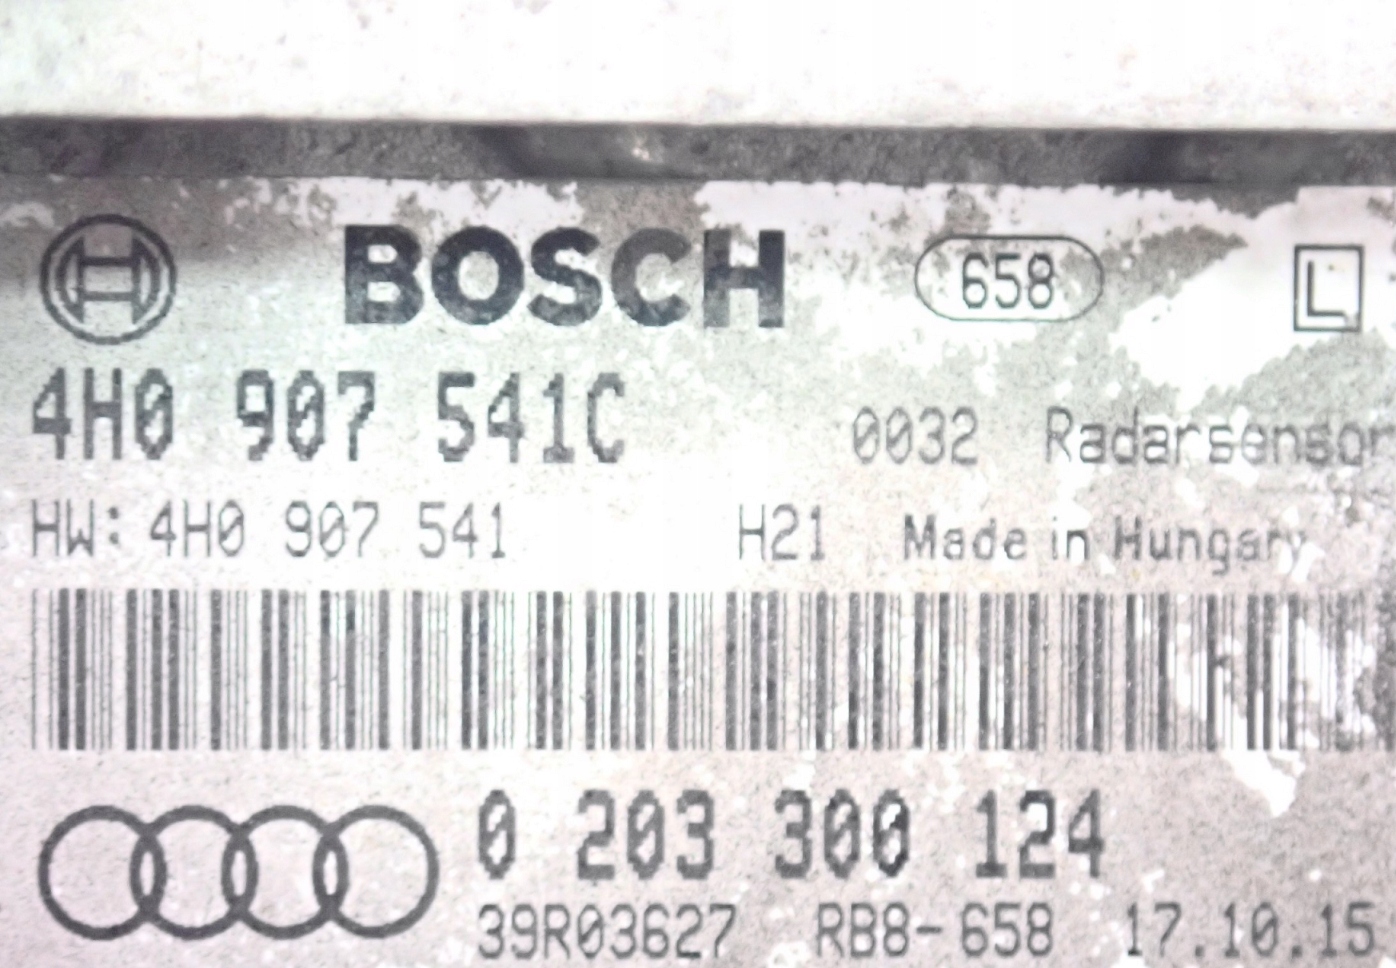 BOSCH 658 L
4H0 907 541C 0032 Radarsensor
HW: 4H0 907 541 H21 Made in Hungary
0 203 300 124
39R03627 RB8-658 17.10.15